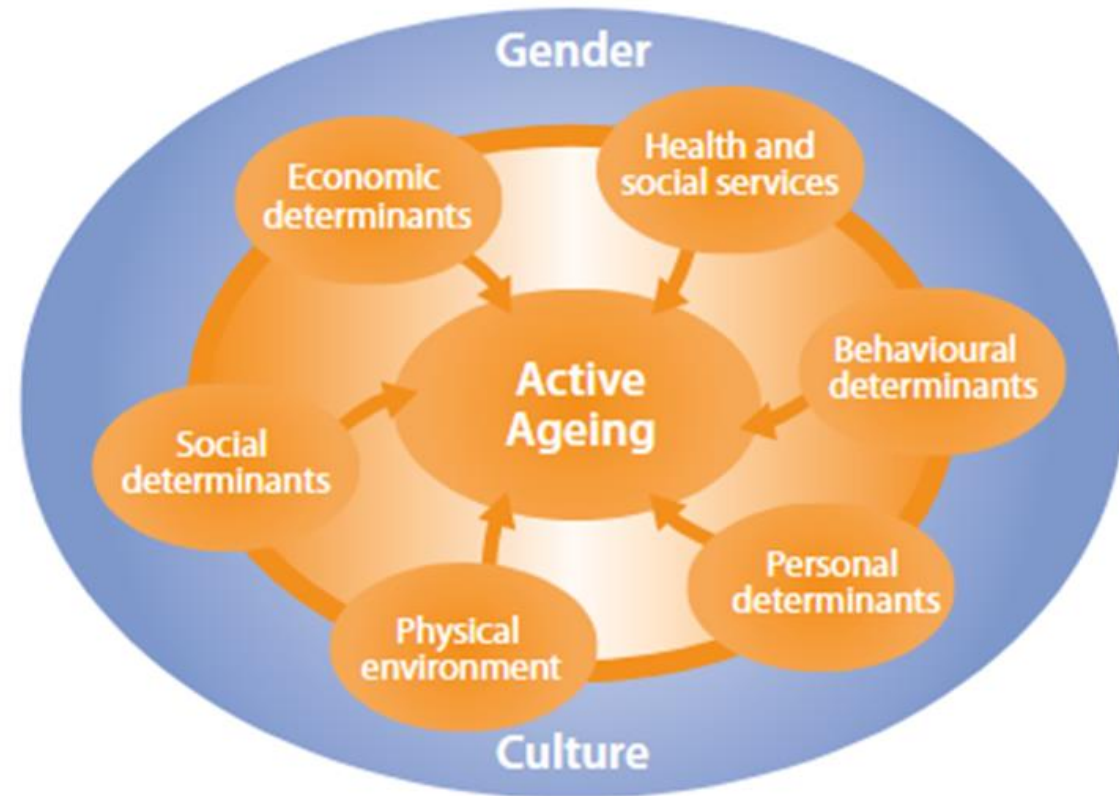 Gender
Economic
determinants
Health and
social services
Behavioural
determinants
Active
Ageing
Social
determinants
Personal
determinants
Physical
environment
Culture